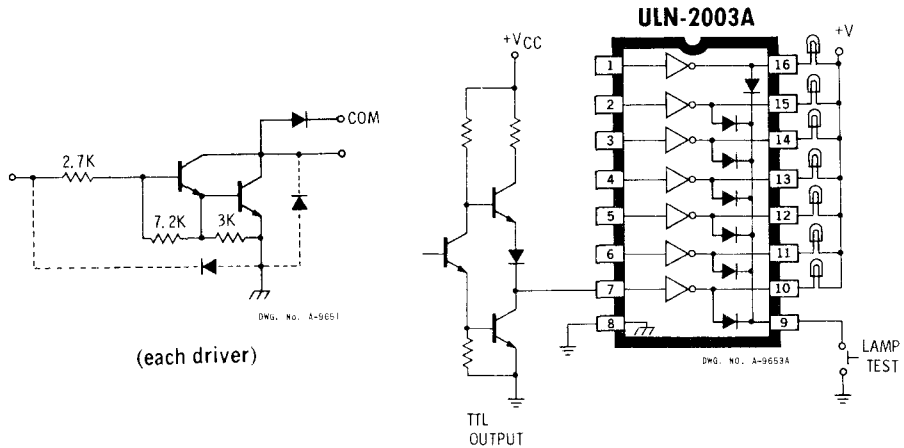 ULN-2003A
+VCC
+V
COM
2.7K
7.2K
3K
DWG. No. A-9651
(each driver)
1
2
3
4
5
6
7
8
16
15
14
13
12
11
10
9
DWG. NO. A-9653A
LAMP
TEST
TTL
OUTPUT